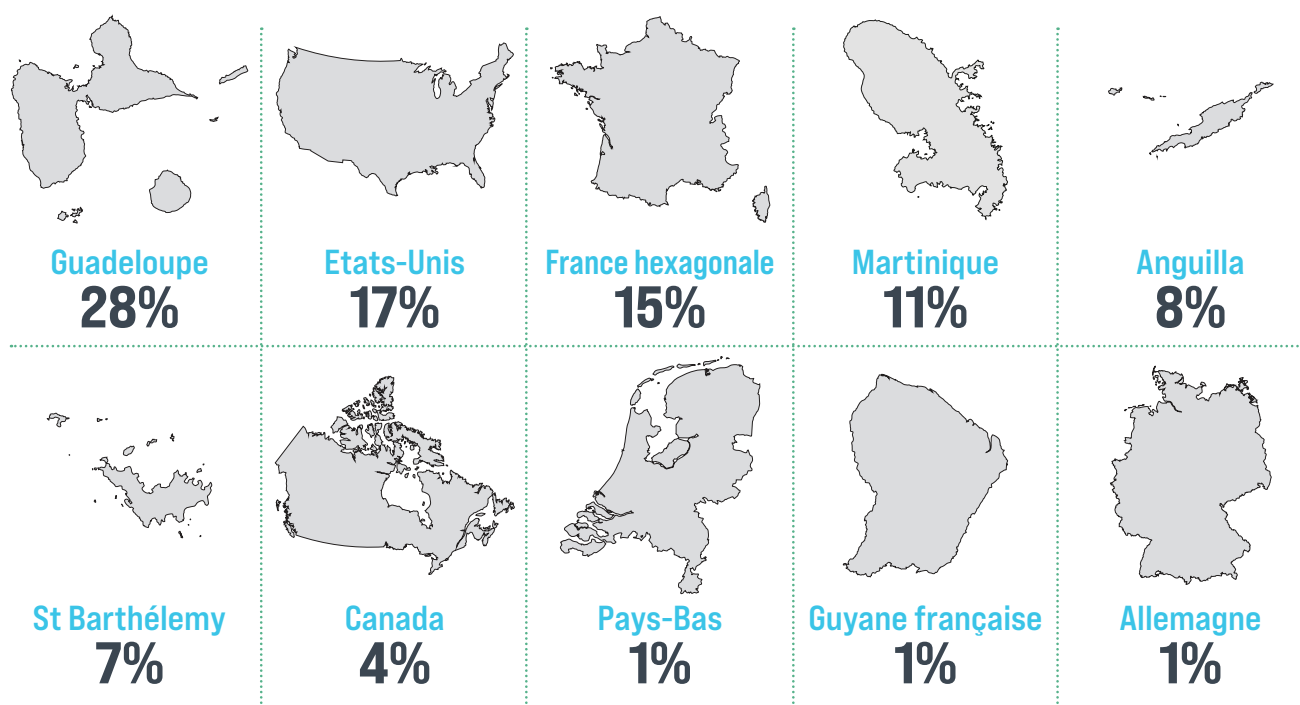 Guadeloupe
28%
Etats-Unis
17%
France hexagonale
15%
Martinique
11%
Anguilla
8%
St Barthélemy
7%
Canada
4%
Pays-Bas
1%
Guyane française
1%
Allemagne
1%